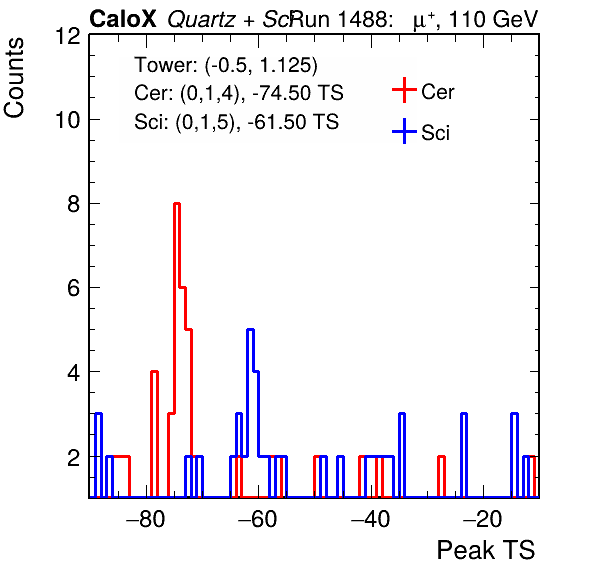 CaloX Quartz + Sci Run 1488: μ⁺, 110 GeV
Counts
12
10
8
6
4
2
Tower: (-0.5, 1.125)
Cer: (0,1,4), -74.50 TS
Sci: (0,1,5), -61.50 TS
Cer
Sci
−80 −60 −40 −20
Peak TS